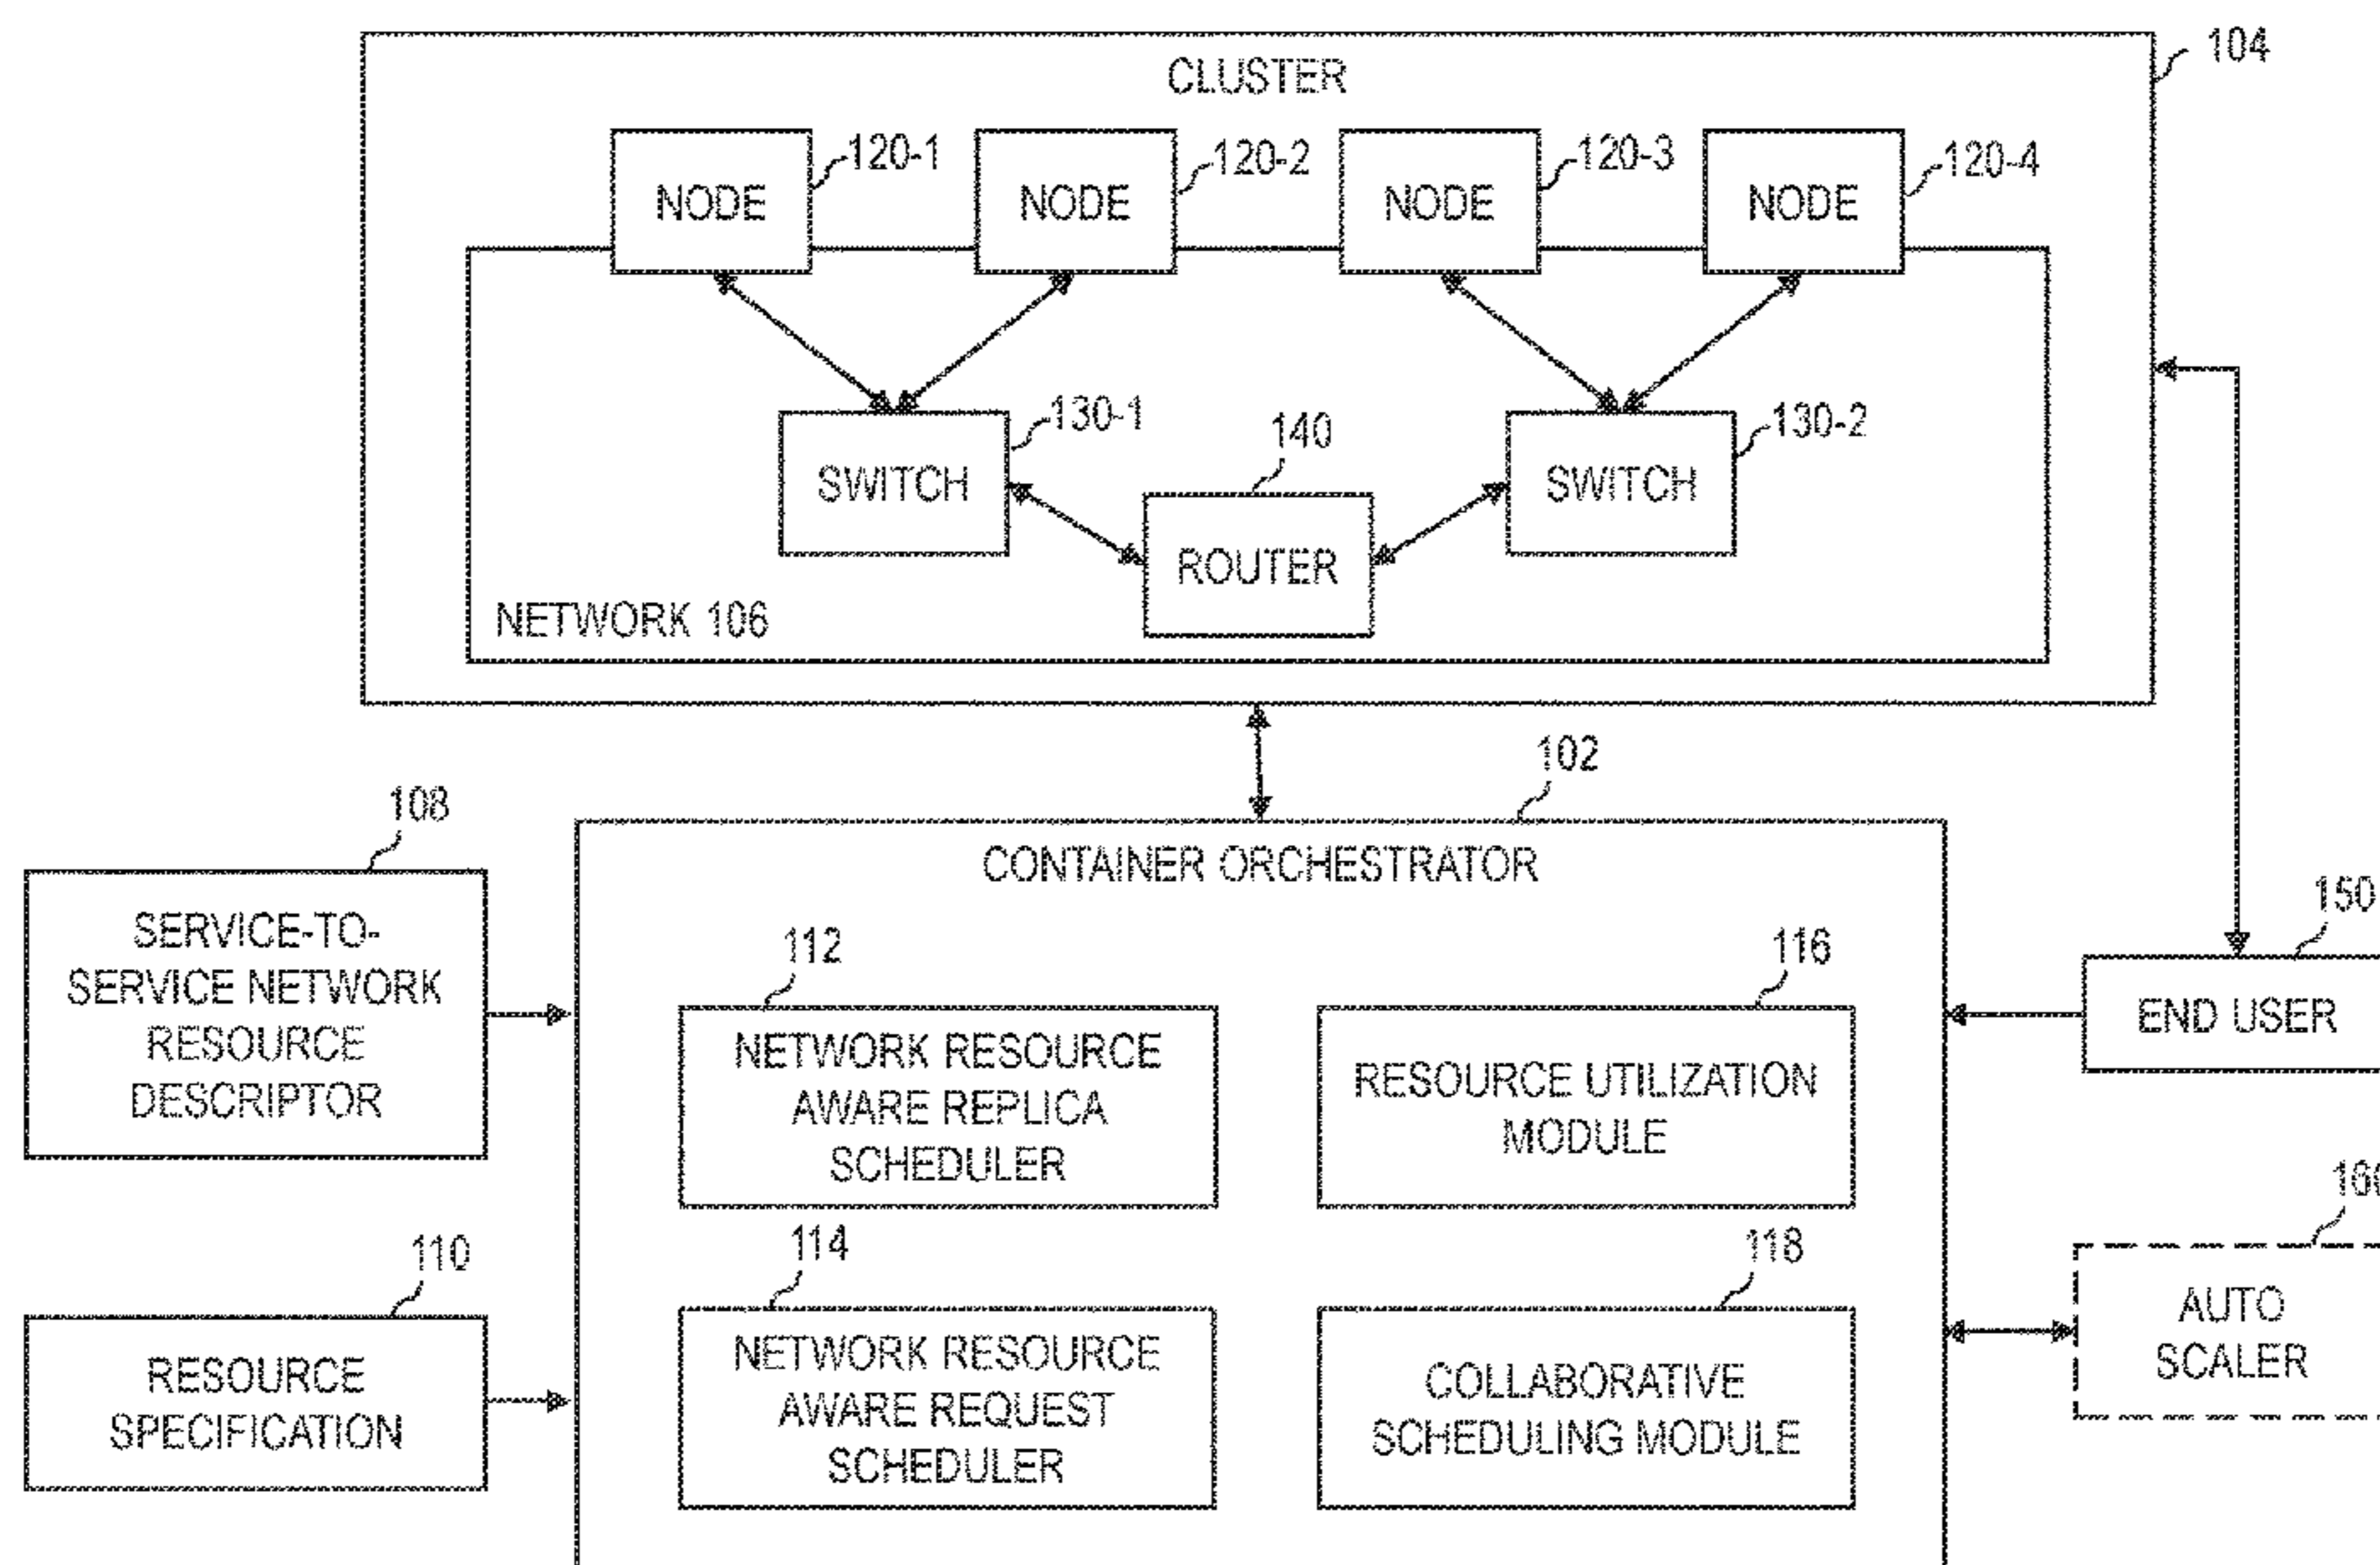 104
CLUSTER
120-1
120-2
120-3
120-4
NODE
NODE
NODE
NODE
130-1
140
130-2
SWITCH
SWITCH
ROUTER
NETWORK 106
102
108
CONTAINER ORCHESTRATOR
150
SERVICE-TO-
SERVICE NETWORK
RESOURCE
DESCRIPTOR
112
116
END USER
NETWORK RESOURCE
AWARE REPLICA
SCHEDULER
RESOURCE UTILIZATION
MODULE
110
114
118
AUTO
SCALER
RESOURCE
SPECIFICATION
NETWORK RESOURCE
AWARE REQUEST
SCHEDULER
COLLABORATIVE
SCHEDULING MODULE